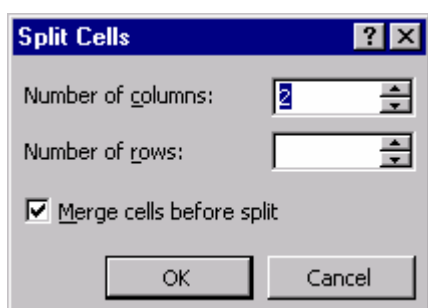 Split Cells
Number of columns: 2
Number of rows:
Merge cells before split
OK Cancel